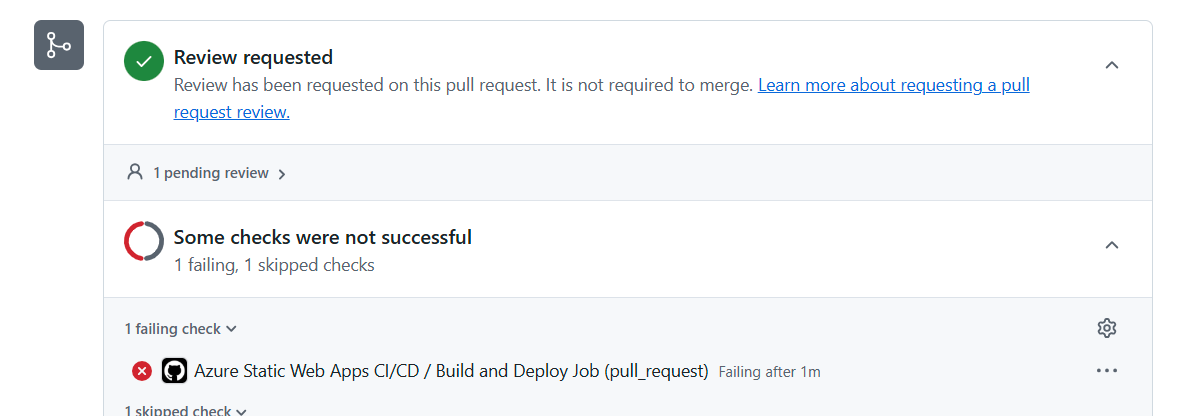 Review requested
Review has been requested on this pull request. It is not required to merge. Learn more about requesting a pull
request review.
1 pending review
Some checks were not successful
1 failing, 1 skipped checks
1 failing check
Azure Static Web Apps CI/CD / Build and Deploy Job (pull_request) Failing after 1m
1 skipped check